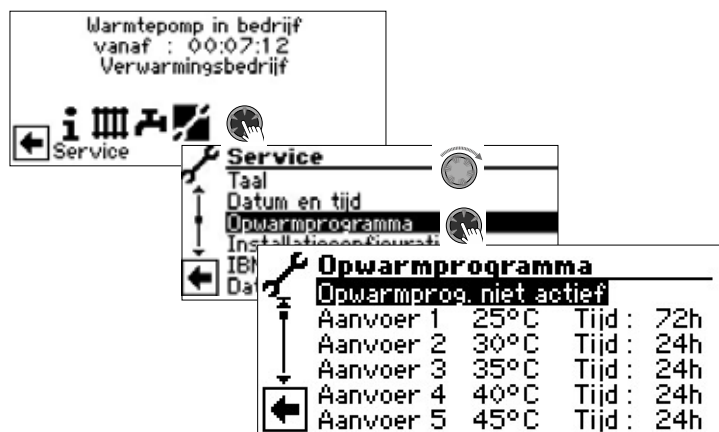 Warmtepomp in bedrijf
vanaf : 00:07:12
Verwarmingsbedrijf
Service
Service
Taal
Datum en tijd
Opwarmprogramma
Opwarmprogramma
Opwarmprog. niet actief
Aanvoer 1 25°C Tijd : 72h
Aanvoer 2 30°C Tijd : 24h
Aanvoer 3 35°C Tijd : 24h
Aanvoer 4 40°C Tijd : 24h
Aanvoer 5 45°C Tijd : 24h